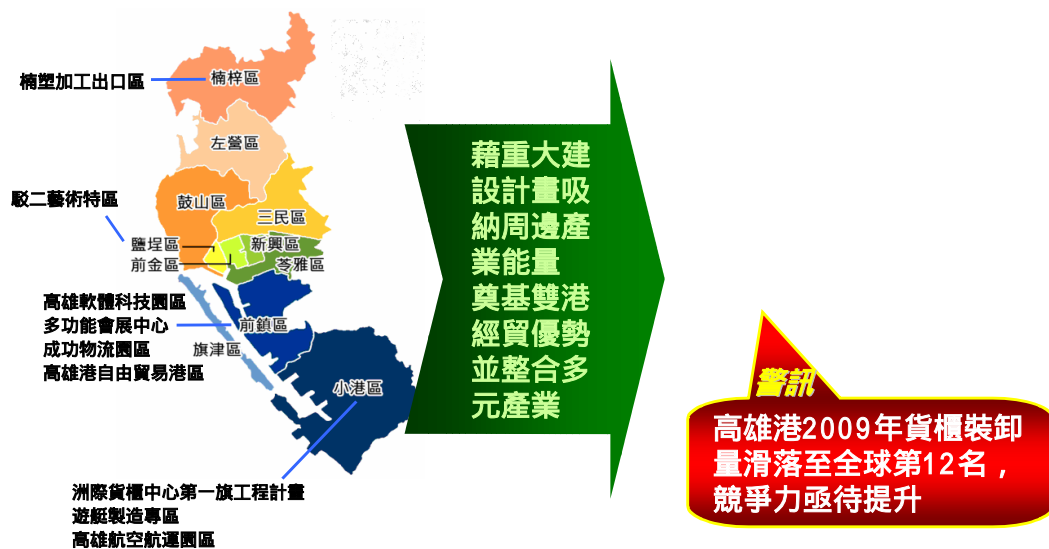 楠梓區
楠塑加工出口區
左營區
駁二藝術特區
鼓山區
三民區
鹽埕區
新興區
前金區
苓雅區
高雄軟體科技園區
多功能會展中心
成功物流園區
高雄港自由貿易港區
前鎮區
旗津區
小港區
洲際貨櫃中心第一旗工程計畫
遊艇製造專區
高雄航空航運園區
藉重大建
設計畫吸
納周邊產
業能量
奠基雙港
經貿優勢
並整合多
元產業
警訊
高雄港2009年貨櫃裝卸
量滑落至全球第12名，
競爭力亟待提升